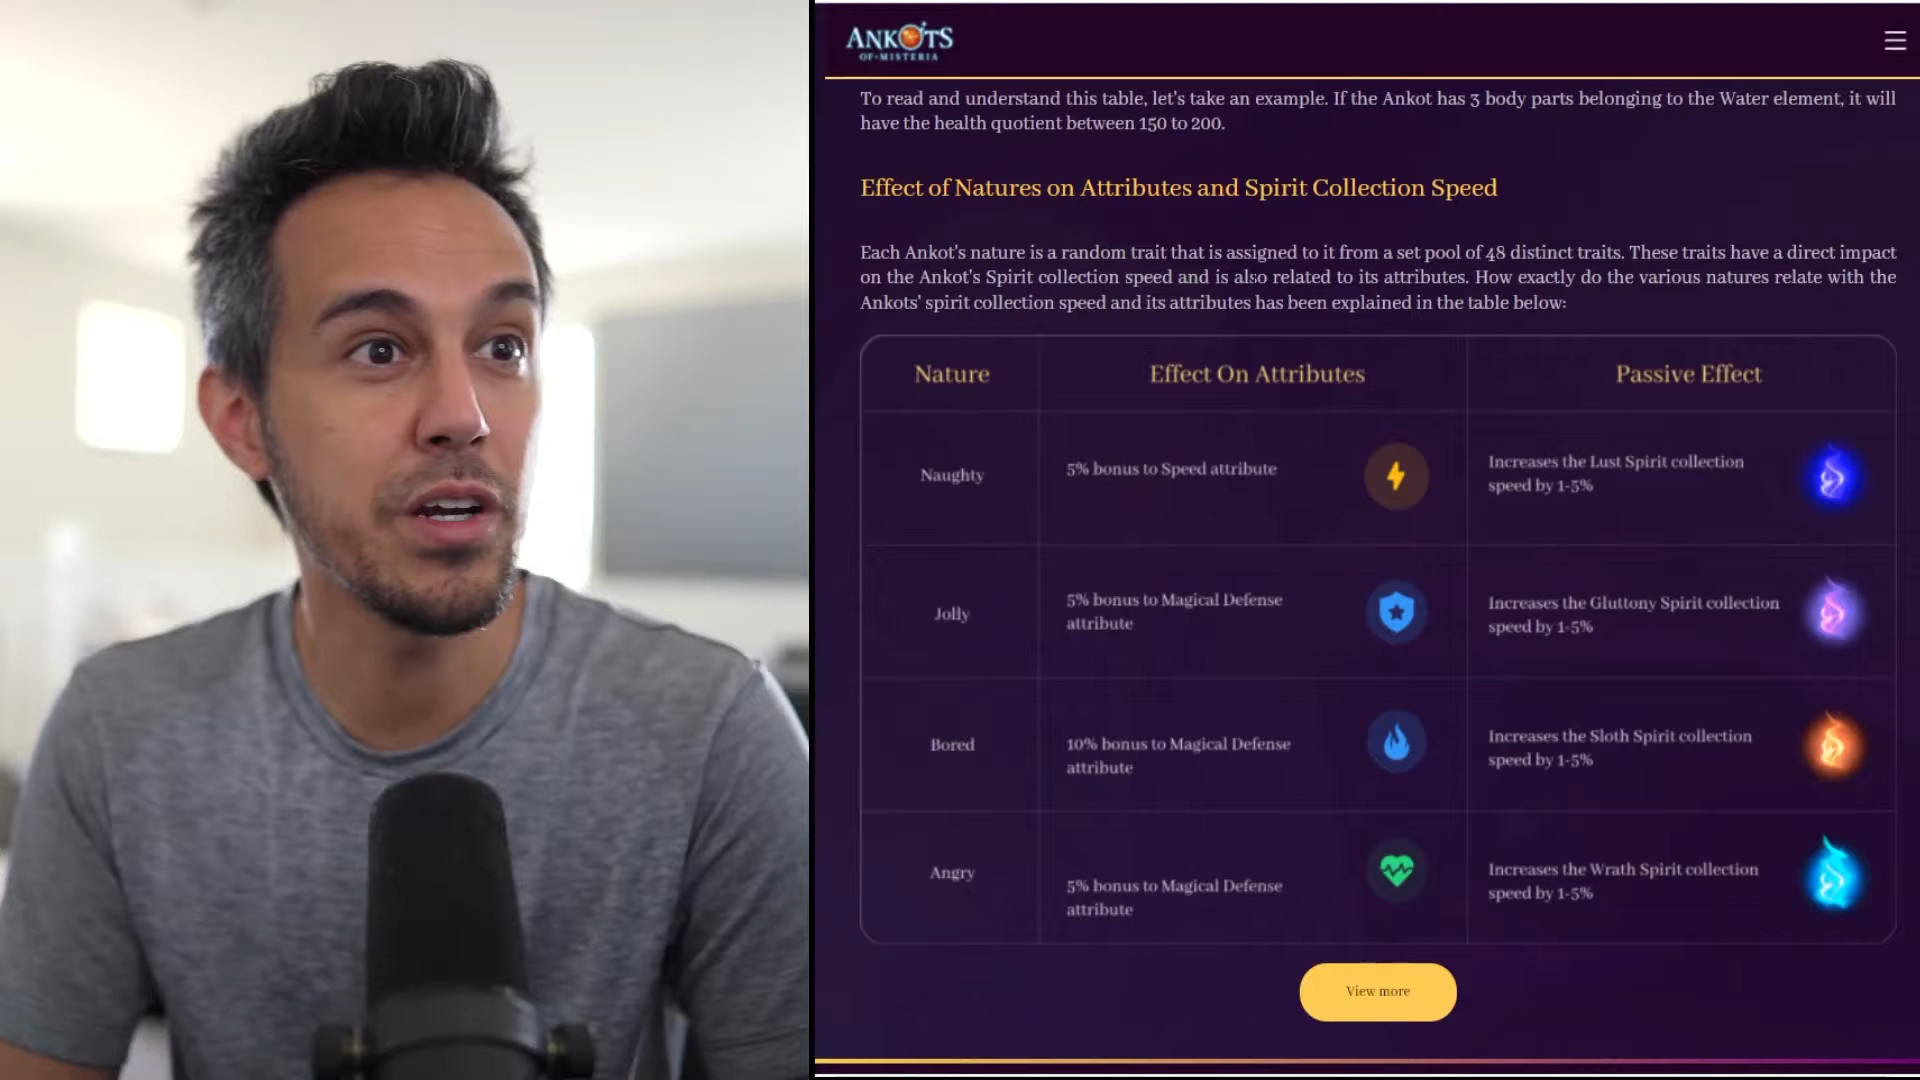 ANKOTS
OF-MISTERIA
To read and understand this table, let's take an example. If the Ankot has 3 body parts belonging to the Water element, it will
have the health quotient between 150 to 200.
Effect of Natures on Attributes and Spirit Collection Speed
Each Ankot's nature is a random trait that is assigned to it from a set pool of 48 distinct traits. These traits have a direct impact
on the Ankot's Spirit collection speed and is also related to its attributes. How exactly do the various natures relate with the
Ankots' spirit collection speed and its attributes has been explained in the table below:
Nature
Effect On Attributes
Passive Effect
Naughty
5% bonus to Speed attribute
Increases the Lust Spirit collection
speed by 1-5%
Jolly
5% bonus to Magical Defense
attribute
Increases the Gluttony Spirit collection
speed by 1-5%
Bored
10% bonus to Magical Defense
attribute
Increases the Sloth Spirit collection
speed by 1-5%
Angry
5% bonus to Magical Defense
attribute
Increases the Wrath Spirit collection
speed by 1-5%
View more